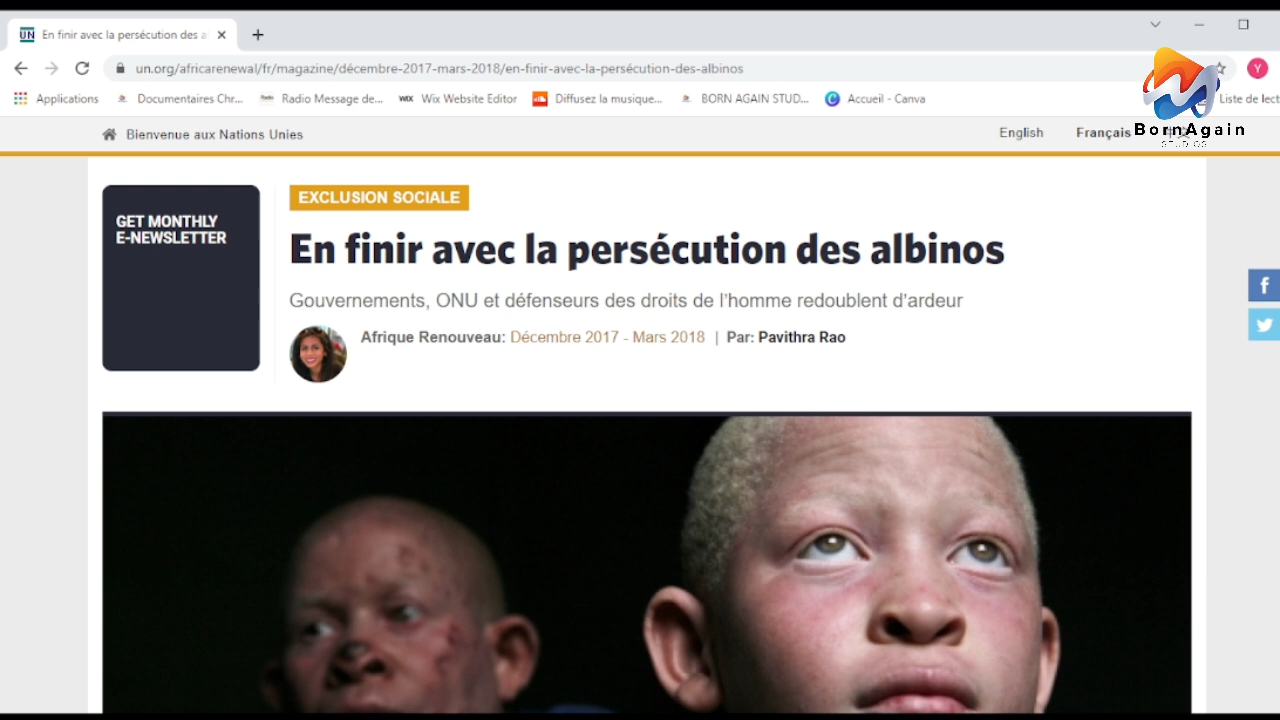 UN En finir avec la persécution des a
un.org/africarenewal/fr/magazine/décembre-2017-mars-2018/en-finir-avec-la-persécution-des-albinos
Y
Applications
Documentaires Chr...
Radio Message de...
WIX Wix Website Editor
Diffusez la musique...
BORN AGAIN STUD...
C Accueil - Canva
Liste de lect
BornAgain
STUDIOS
Bienvenue aux Nations Unies
English
Français
GET MONTHLY
E-NEWSLETTER
EXCLUSION SOCIALE
En finir avec la persécution des albinos
Gouvernements, ONU et défenseurs des droits de l'homme redoublent d'ardeur
Afrique Renouveau: Décembre 2017 - Mars 2018 | Par: Pavithra Rao
f